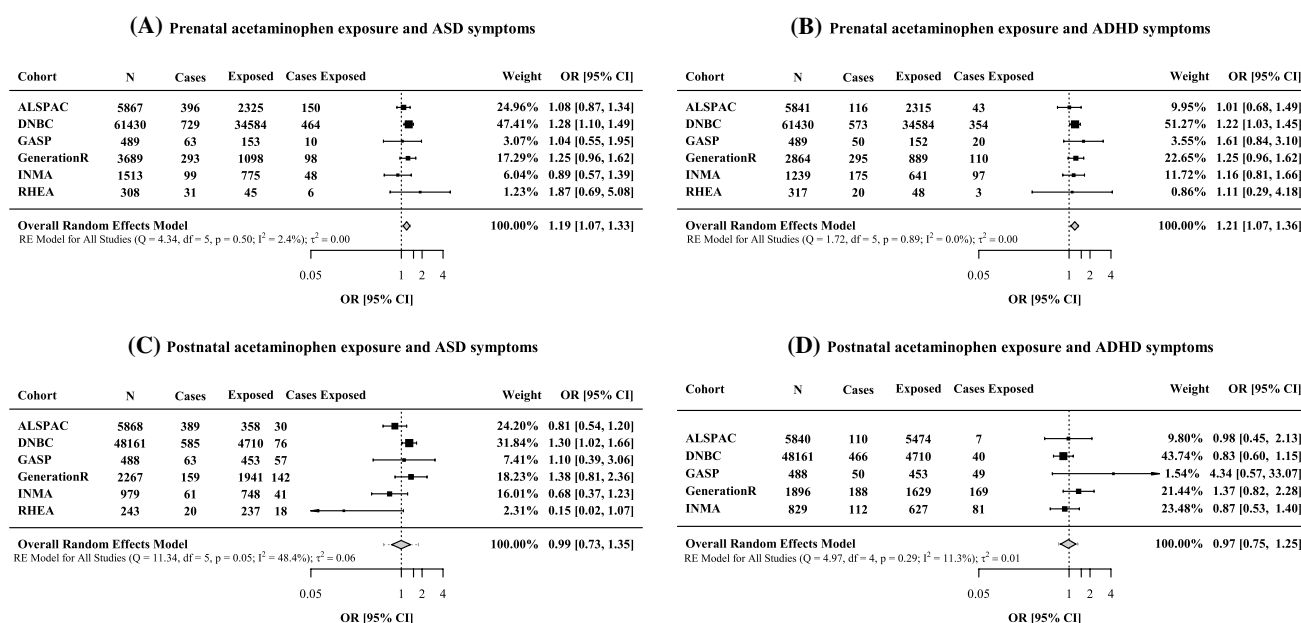 (A) Prenatal acetaminophen exposure and ASD symptoms
Cohort N Cases Exposed Cases Exposed Weight OR [95% CI]
ALSPAC 5867 396 2325 150 24.96% 1.08 [0.87, 1.34]
DNBC 61430 729 34584 464 47.41% 1.28 [1.10, 1.49]
GASP 489 63 153 10 3.07% 1.04 [0.55, 1.95]
GenerationR 3689 293 1098 98 17.29% 1.25 [0.96, 1.62]
INMA 1513 99 775 48 6.04% 0.89 [0.57, 1.39]
RHEA 308 31 45 6 1.23% 1.87 [0.69, 5.08]
Overall Random Effects Model 100.00% 1.19 [1.07, 1.33]
RE Model for All Studies (Q = 4.34, df = 5, p = 0.50; I² = 2.4%); τ² = 0.00
0.05 1 2 4
OR [95% CI]
(B) Prenatal acetaminophen exposure and ADHD symptoms
Cohort N Cases Exposed Cases Exposed Weight OR [95% CI]
ALSPAC 5841 116 2315 43 9.95% 1.01 [0.68, 1.49]
DNBC 61430 573 34584 354 51.27% 1.22 [1.03, 1.45]
GASP 489 50 152 20 3.55% 1.61 [0.84, 3.10]
GenerationR 2864 295 889 110 22.65% 1.25 [0.96, 1.62]
INMA 1239 175 641 97 11.72% 1.16 [0.81, 1.66]
RHEA 317 20 48 3 0.86% 1.11 [0.29, 4.18]
Overall Random Effects Model 100.00% 1.21 [1.07, 1.36]
RE Model for All Studies (Q = 1.72, df = 5, p = 0.89; I² = 0.0%); τ² = 0.00
0.05 1 2 4
OR [95% CI]
(C) Postnatal acetaminophen exposure and ASD symptoms
Cohort N Cases Exposed Cases Exposed Weight OR [95% CI]
ALSPAC 5868 389 358 30 24.20% 0.81 [0.54, 1.20]
DNBC 48161 585 4710 76 31.84% 1.30 [1.02, 1.66]
GASP 488 63 453 57 7.41% 1.10 [0.39, 3.06]
GenerationR 2267 159 1941 142 18.23% 1.38 [0.81, 2.36]
INMA 979 61 748 41 16.01% 0.68 [0.37, 1.23]
RHEA 243 20 237 18 2.31% 0.15 [0.02, 1.07]
Overall Random Effects Model 100.00% 0.99 [0.73, 1.35]
RE Model for All Studies (Q = 11.34, df = 5, p = 0.05; I² = 48.4%); τ² = 0.06
0.05 1 2 4
OR [95% CI]
(D) Postnatal acetaminophen exposure and ADHD symptoms
Cohort N Cases Exposed Cases Exposed Weight OR [95% CI]
ALSPAC 5840 110 5474 7 9.80% 0.98 [0.45, 2.13]
DNBC 48161 466 4710 40 43.74% 0.83 [0.60, 1.15]
GASP 488 50 453 49 1.54% 4.34 [0.57, 33.07]
GenerationR 1896 188 1629 169 21.44% 1.37 [0.82, 2.28]
INMA 829 112 627 81 23.48% 0.87 [0.53, 1.40]
Overall Random Effects Model 100.00% 0.97 [0.75, 1.25]
RE Model for All Studies (Q = 4.97, df = 4, p = 0.29; I² = 11.3%); τ² = 0.01
0.05 1 2 4
OR [95% CI]